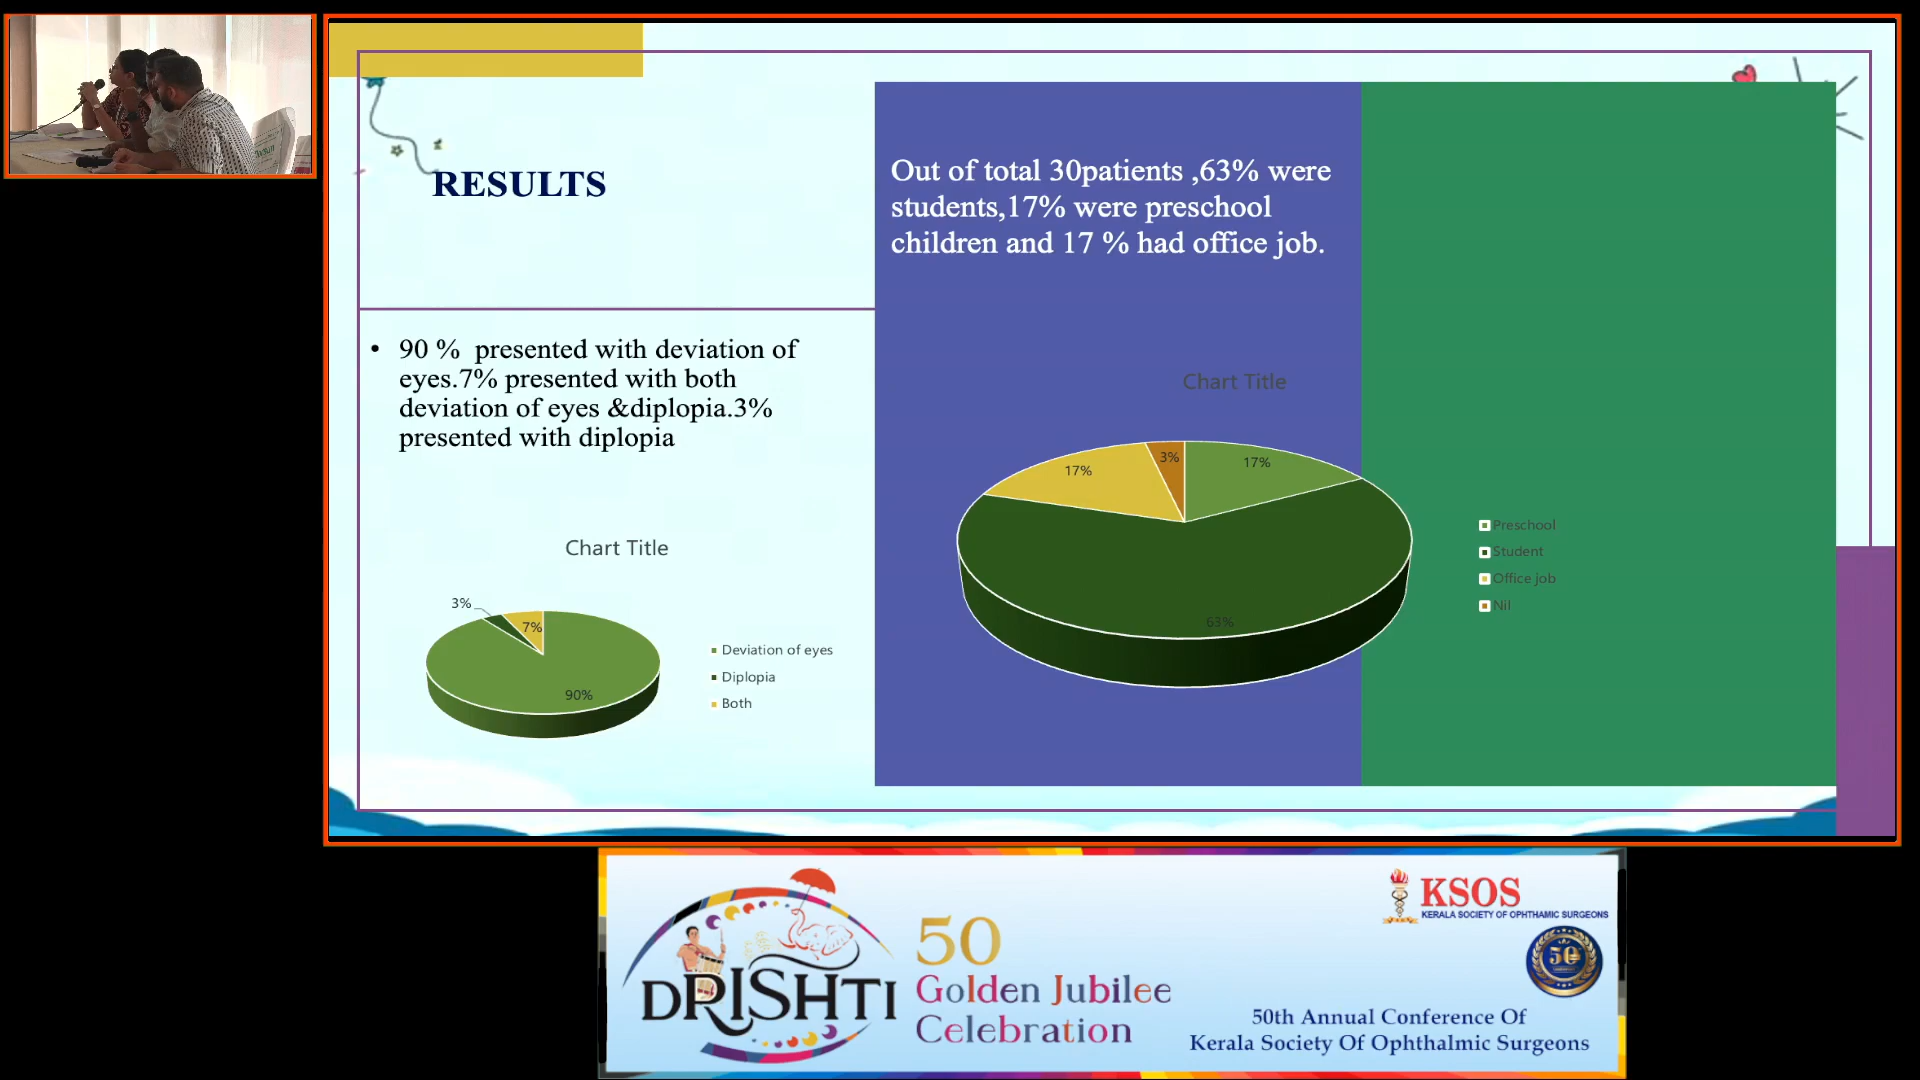 RESULTS
Out of total 30patients ,63% were
students,17% were preschool
children and 17 % had office job.
• 90 %  presented with deviation of
eyes.7% presented with both
deviation of eyes &diplopia.3%
presented with diplopia
Chart Title
3%
7%
90%
Deviation of eyes
Diplopia
Both
Chart Title
17%
3%
17%
63%
Preschool
Student
Office job
Nil
DRISHTI
50
Golden Jubilee
Celebration
KSOS
KERALA SOCIETY OF OPHTHAMIC SURGEONS
50
50th Annual Conference Of
Kerala Society Of Ophthalmic Surgeons